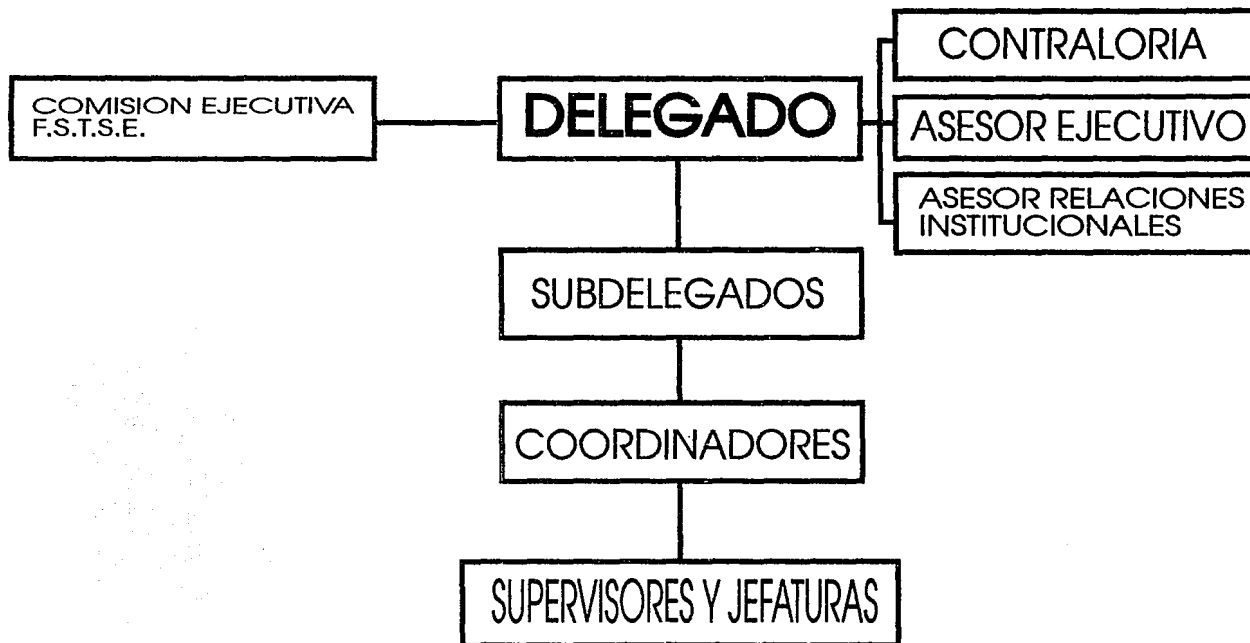 COMISION EJECUTIVA
F.S.T.S.E.
DELEGADO
CONTRALORIA
ASESOR EJECUTIVO
ASESOR RELACIONES
INSTITUCIONALES
SUBDELEGADOS
COORDINADORES
SUPERVISORES Y JEFATURAS